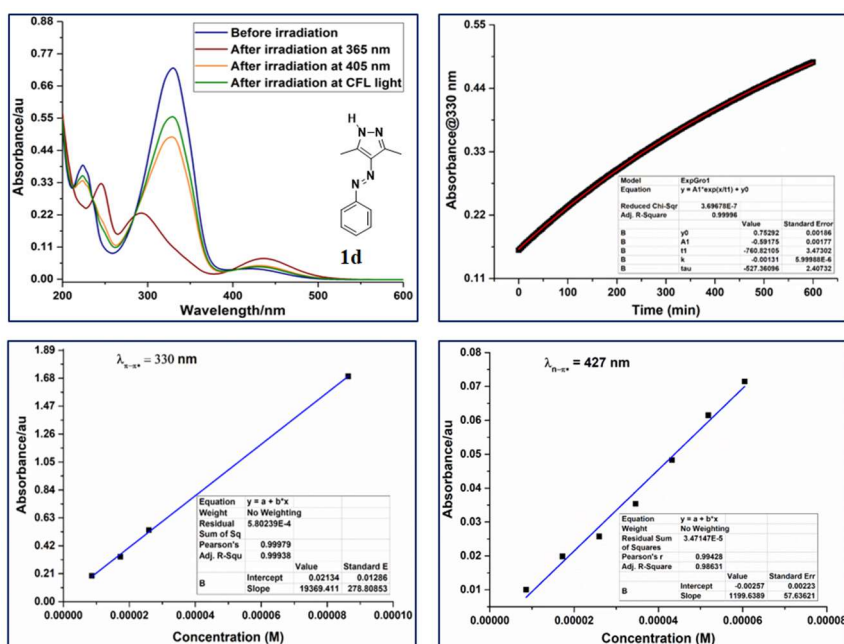 0.88
0.77
0.66
0.55
0.44
0.33
0.22
0.11
0.00
Absorbance/au
Before irradiation
After irradiation at 365 nm
After irradiation at 405 nm
After irradiation at CFL light
H
N
N
N
N
1d
200 300 400 500 600
Wavelength/nm
0.55
0.44
0.33
0.22
0.11
Absorbance@330 nm
Model ExpGro1
Equation y = A1*exp(x/t1) + y0
Reduced Chi-Sqr 3.69678E-7
Adj. R-Square 0.99996
Value Standard Error
B y0 0.75292 0.00186
B A1 -0.59175 0.00177
B t1 -760.82105 3.47302
B k -0.00131 5.99988E-6
B tau -527.36096 2.40732
0 100 200 300 400 500 600
Time (min)
1.89
1.68
1.47
1.26
1.05
0.84
0.63
0.42
0.21
0.00
Absorbance/au
λπ-π* = 330 nm
Equation y = a + b*x
Weight No Weighting
Residual Sum of Sq 5.80239E-4
Pearson's 0.99979
Adj. R-Squ 0.99938
Value Standard E
B Intercept 0.02134 0.01286
Slope 19369.411 278.80853
0.00000 0.00002 0.00004 0.00006 0.00008 0.00010
Concentration (M)
0.08
0.07
0.06
0.05
0.04
0.03
0.02
0.01
Absorbance/au
λn-π* = 427 nm
Equation y = a + b*x
Weight No Weighting
Residual Sum of Squares 3.47147E-5
Pearson's r 0.99428
Adj. R-Square 0.98631
Value Standard Err
B Intercept -0.00257 0.00223
Slope 1199.6389 57.63621
0.00000 0.00002 0.00004 0.00006 0.00008
Concentration (M)